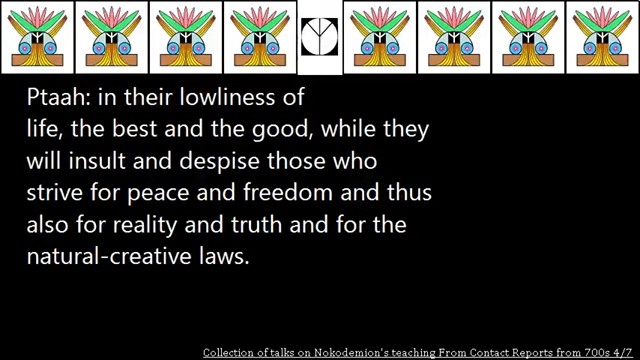 Ptaah: in their lowliness of
life, the best and the good, while they
will insult and despise those who
strive for peace and freedom and thus
also for reality and truth and for the
natural-creative laws.
Collection of talks on Nokodemion's teaching From Contact Reports from 700s 4/7